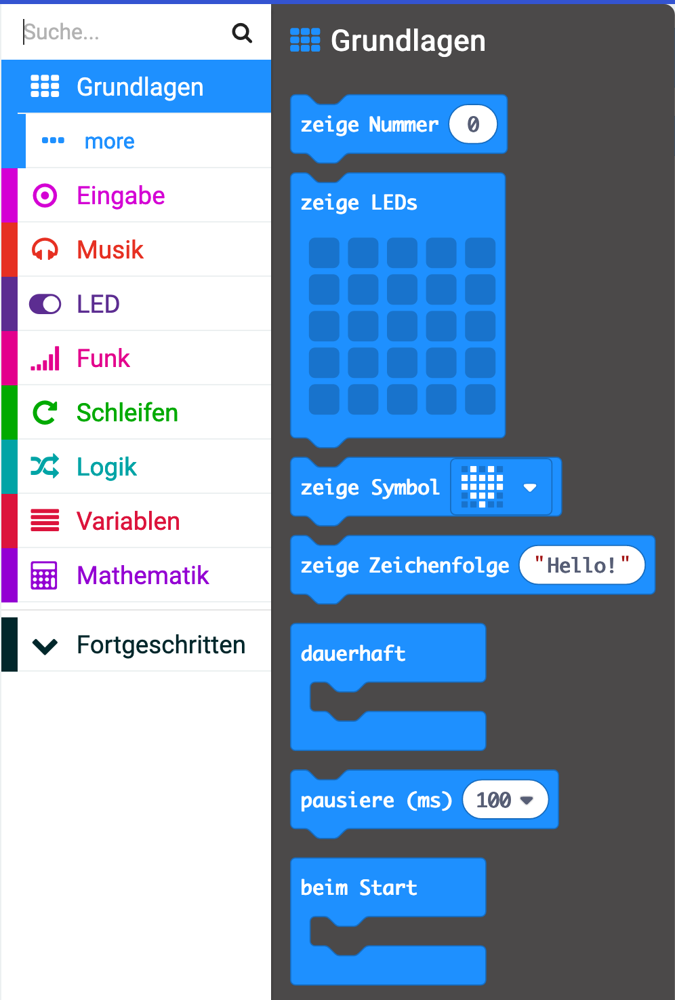 Suche...
Grundlagen
more
Eingabe
Musik
LED
Funk
Schleifen
Logik
Variablen
Mathematik
Fortgeschritten
Grundlagen
zeige Nummer 0
zeige LEDs
zeige Symbol
zeige Zeichenfolge "Hello!"
dauerhaft
pausiere (ms) 100
beim Start